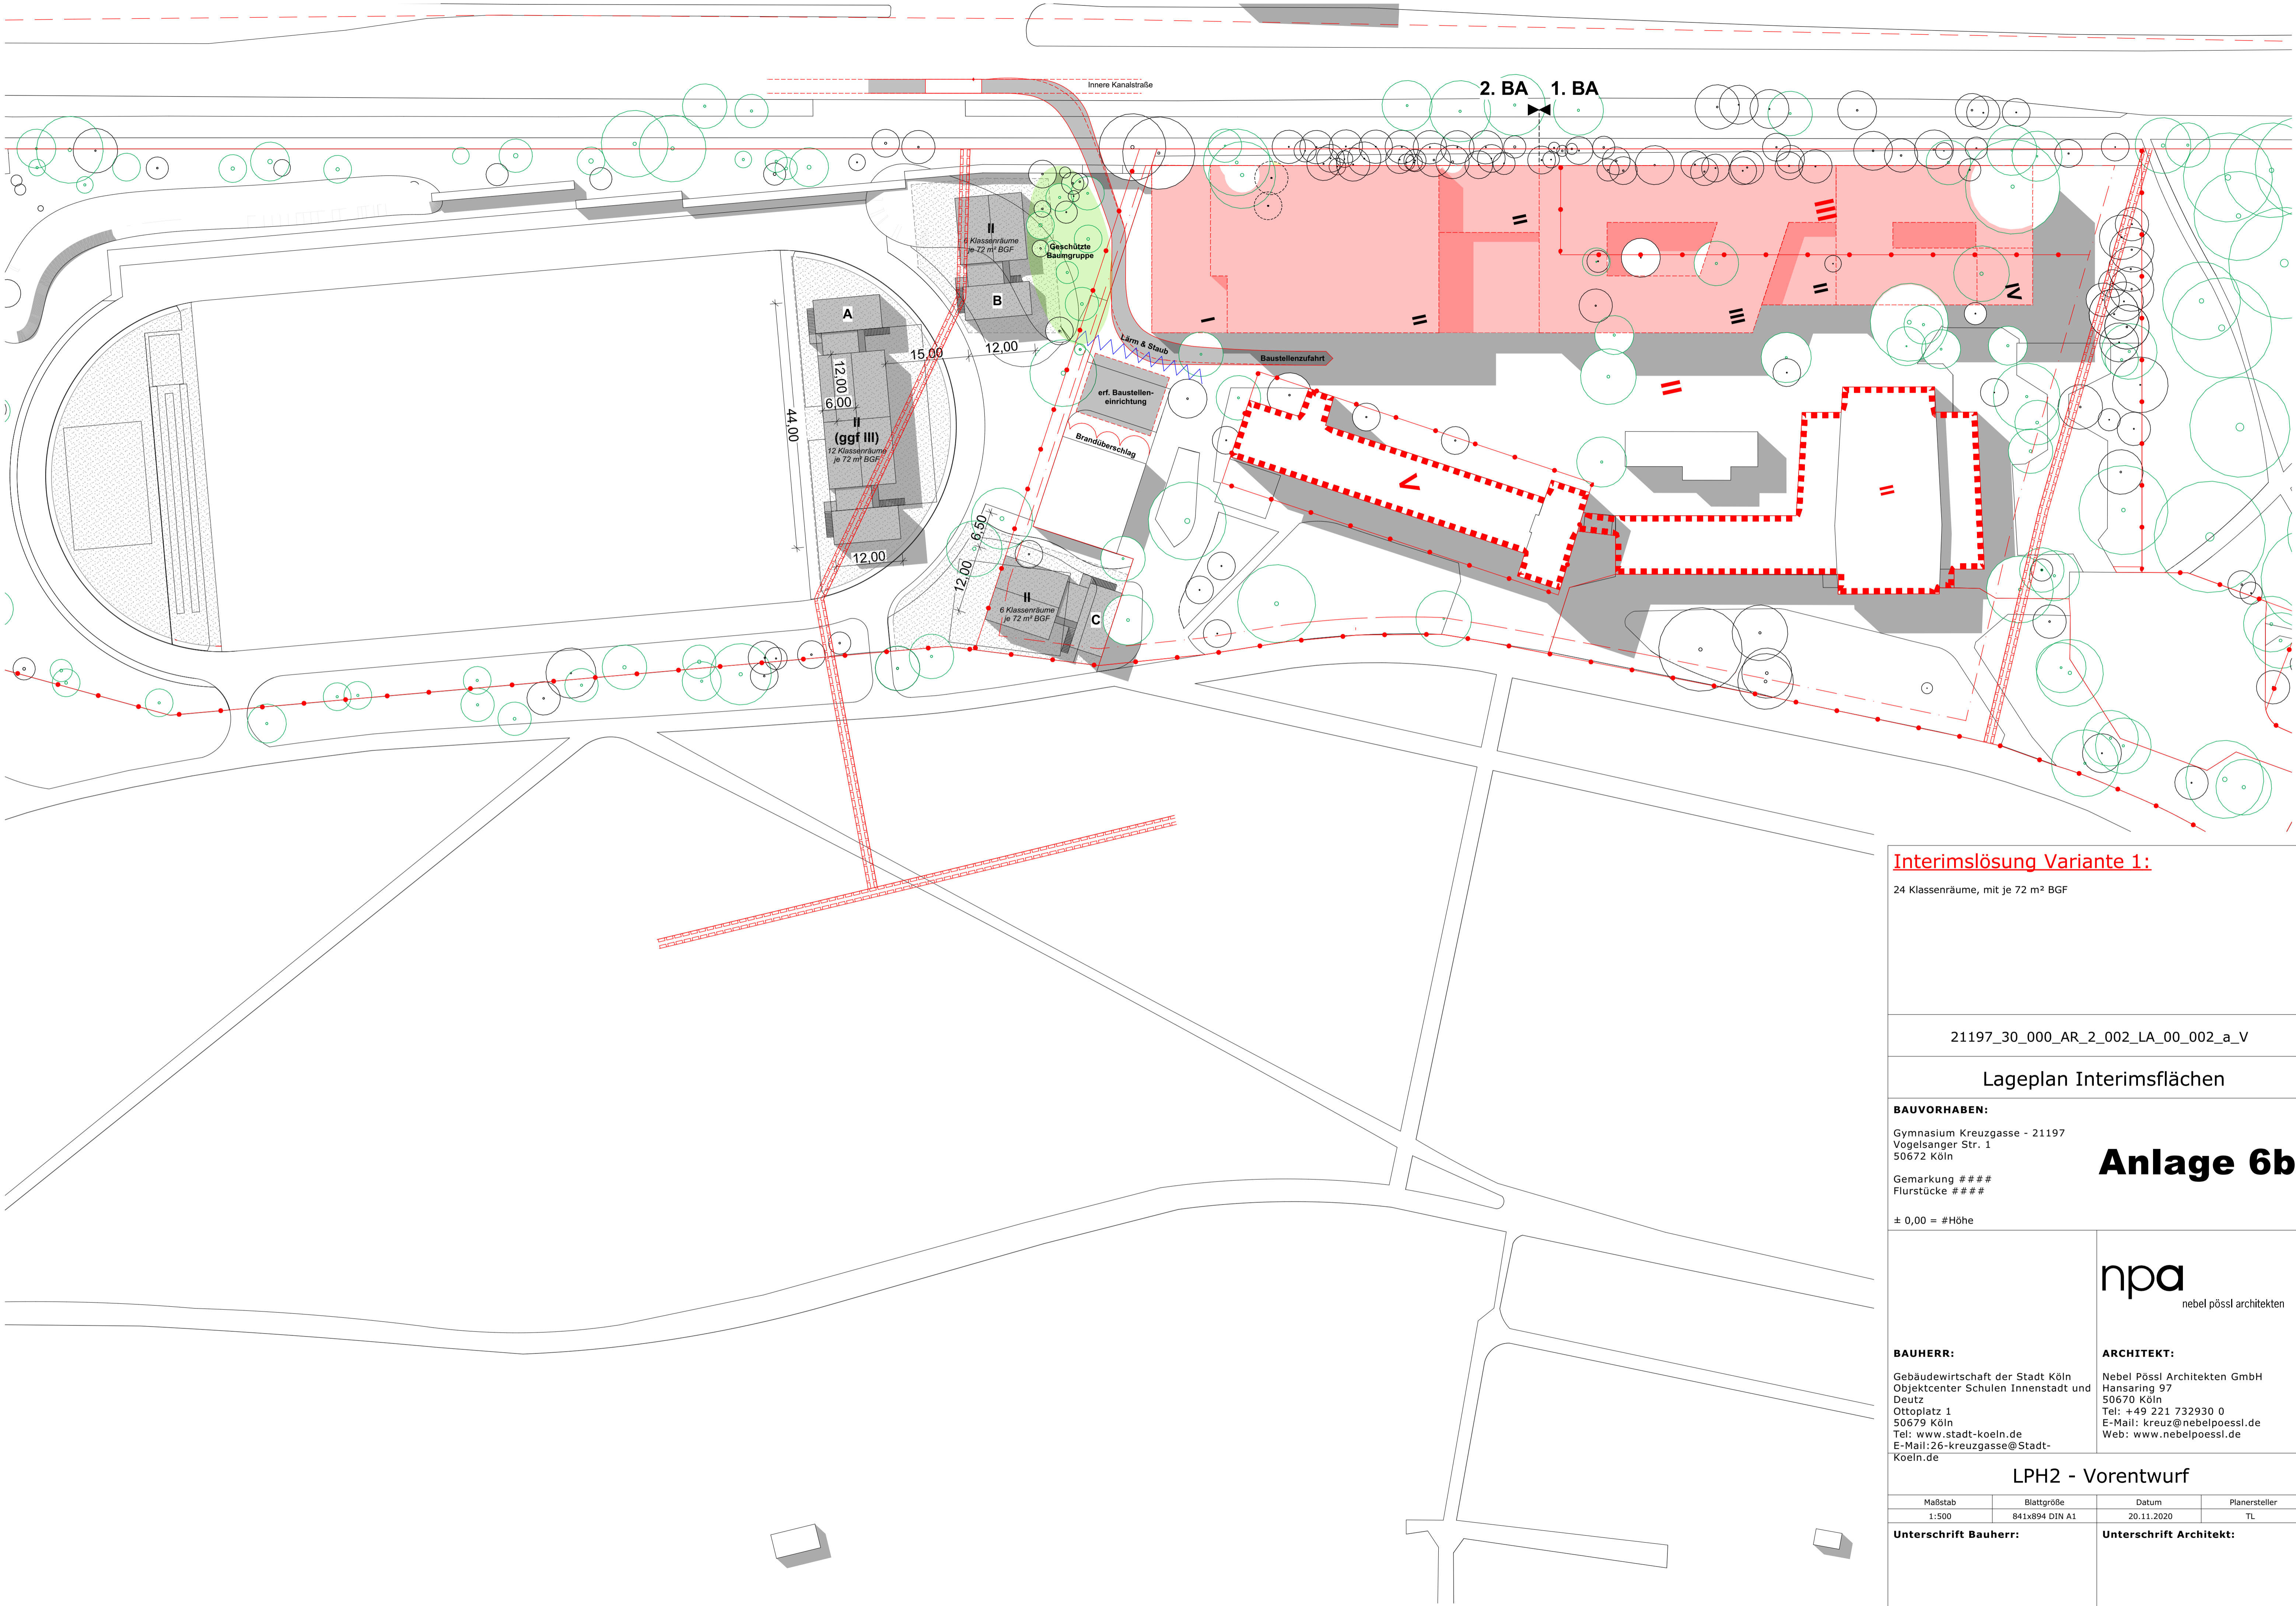 Innere Kanalstraße
2. BA
1. BA
II
6 Klassenräume
je 72 m² BGF
B
Geschützte
Baumgruppe
A
15,00
12,00
12,00
6,00
44,00
II
(ggf III)
12 Klassenräume
je 72 m² BGF
12,00
Lärm & Staub
Baustellenzufahrt
erf. Baustellen-
einrichtung
Brandüberschlag
6,50
12,00
II
6 Klassenräume
je 72 m² BGF
C
I
II
II
III
III
II
IV
II
V
II
Interimslösung Variante 1:
24 Klassenräume, mit je 72 m² BGF
21197_30_000_AR_2_002_LA_00_002_a_V
Lageplan Interimsflächen
BAUVORHABEN:
Gymnasium Kreuzgasse - 21197
Vogelsanger Str. 1
50672 Köln
Gemarkung ####
Flurstücke ####
± 0,00 = #Höhe
Anlage 6b
npa
nebel pössl architekten
BAUHERR:
Gebäudewirtschaft der Stadt Köln
Objektcenter Schulen Innenstadt und
Deutz
Ottoplatz 1
50679 Köln
Tel: www.stadt-koeln.de
E-Mail:26-kreuzgasse@Stadt-
Koeln.de
ARCHITEKT:
Nebel Pössl Architekten GmbH
Hansaring 97
50670 Köln
Tel: +49 221 732930 0
E-Mail: kreuz@nebelpoessl.de
Web: www.nebelpoessl.de
LPH2 - Vorentwurf
Maßstab Blattgröße Datum Planersteller
1:500 841x894 DIN A1 20.11.2020 TL
Unterschrift Bauherr:
Unterschrift Architekt: